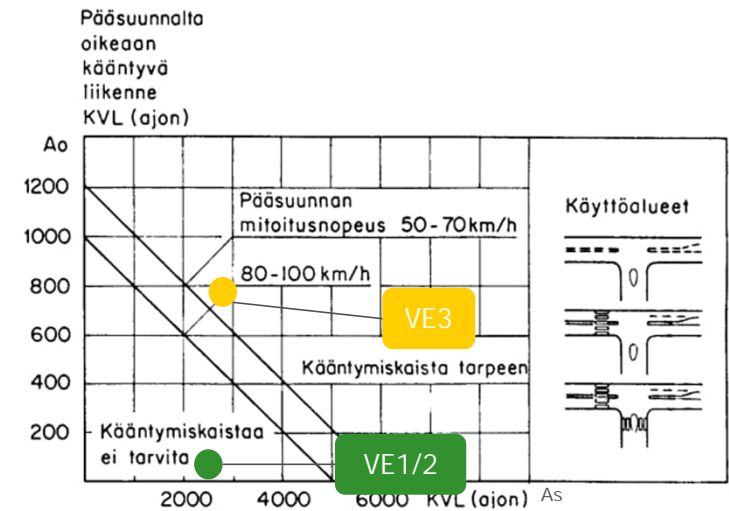 Pääsuunnalta
oikeaan
kääntyvä
liikenne
KVL (ajon)
Ao
1200
1000
800
600
400
200
Pääsuunnan
mitoitusnopeus 50-70km/h
80-100 km/h
VE3
Kääntymiskaista tarpeen
Kääntymiskaistaa
ei tarvita
VE1/2
Käyttöalueet
2000 4000 6000 KVL (ajon) As